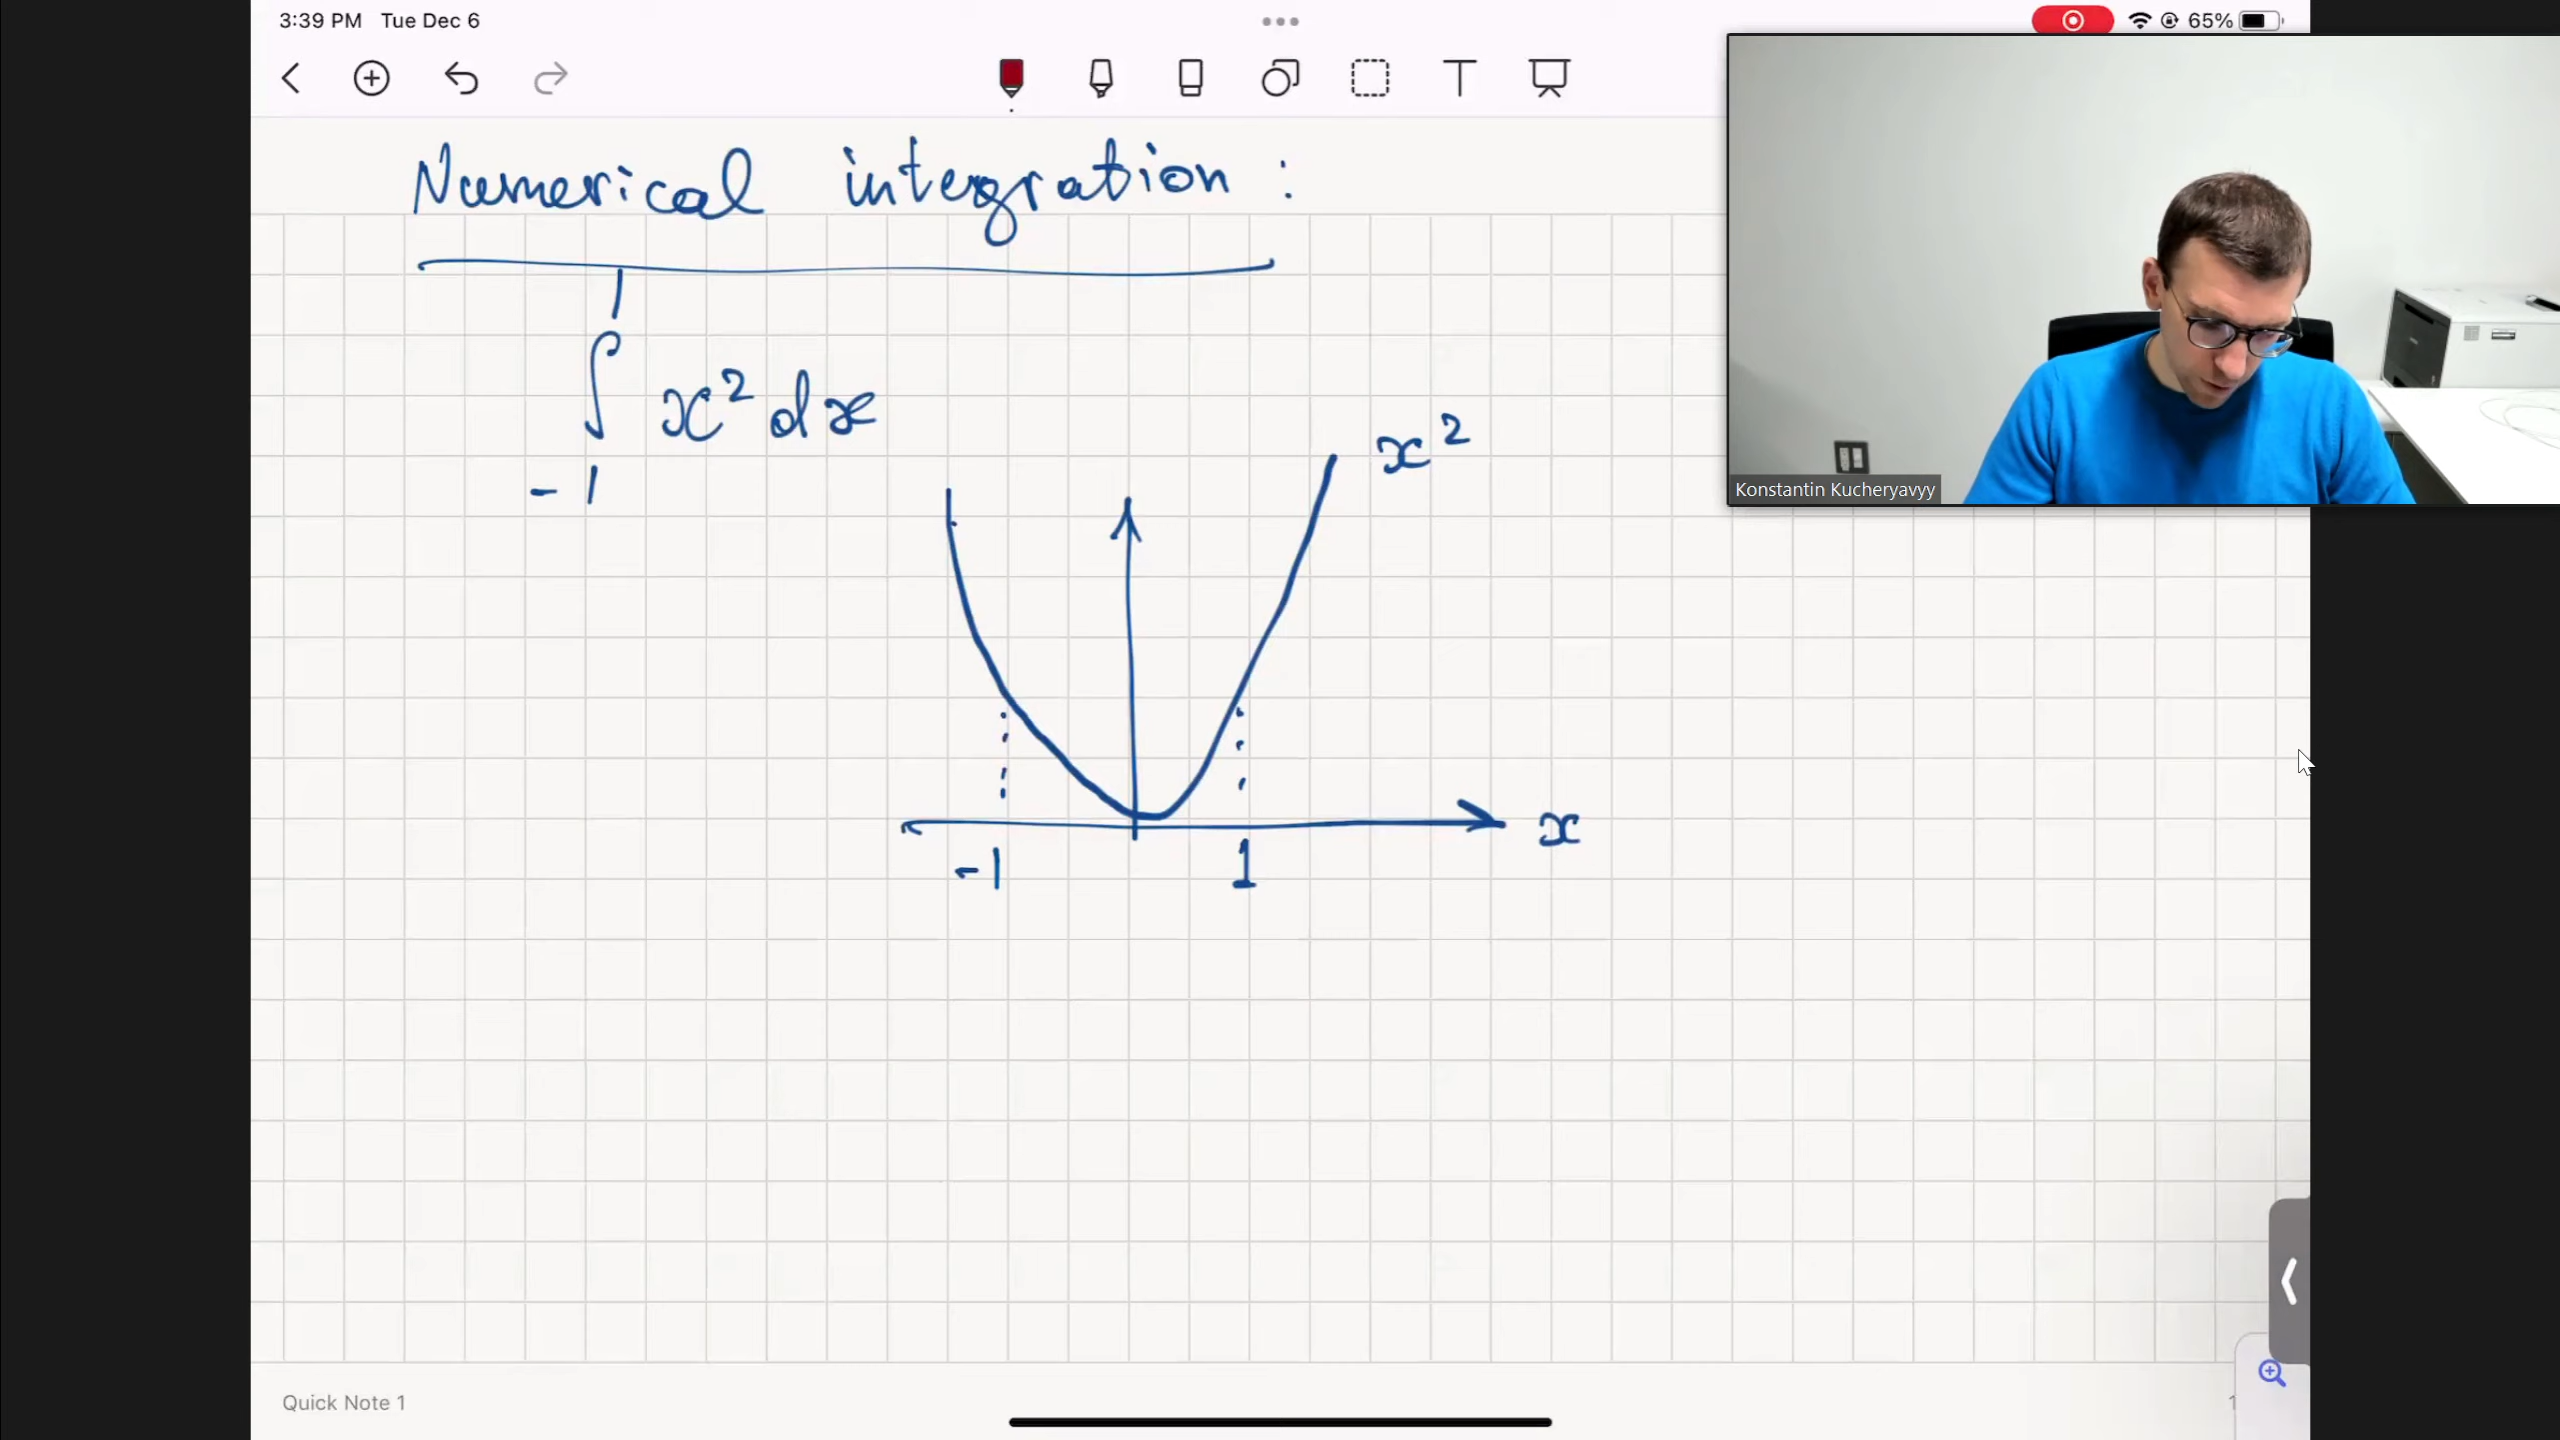 3:39 PM Tue Dec 6
65%
Numerical integration :
1
∫ x² dx
-1
x²
x
-1 1
Konstantin Kucheryavyy
Quick Note 1
1